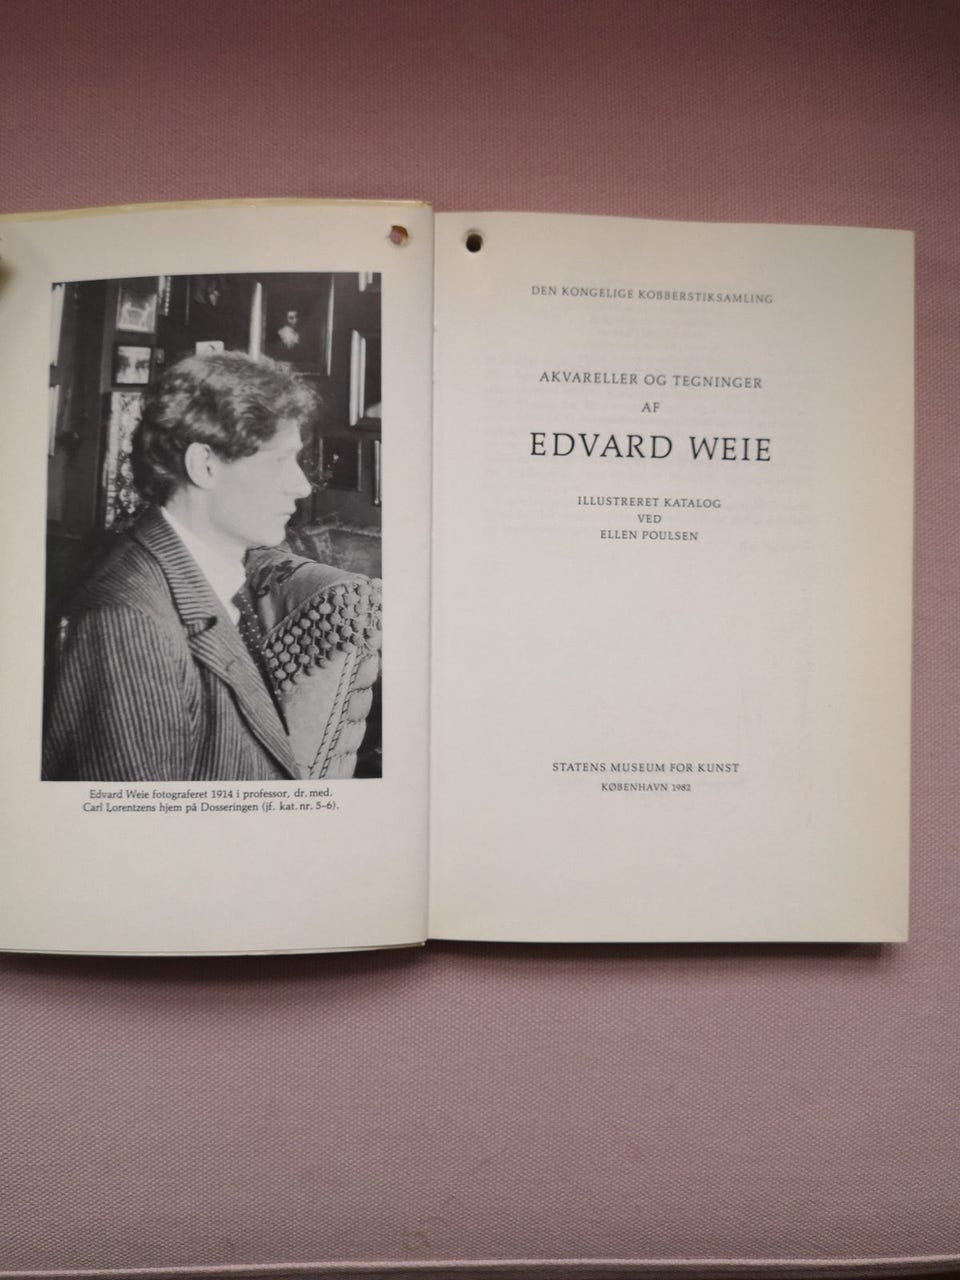 Edvard Weie fotograferet 1914 i professor, dr. med.
Carl Lorentzens hjem på Dosseringen (jf. kat. nr. 5-6).
DEN KONGELIGE KOBBERSTIKSAMLING
AKVARELLER OG TEGNINGER
AF
EDVARD WEIE
ILLUSTRERET KATALOG
VED
ELLEN POULSEN
STATENS MUSEUM FOR KUNST
KØBENHAVN 1982